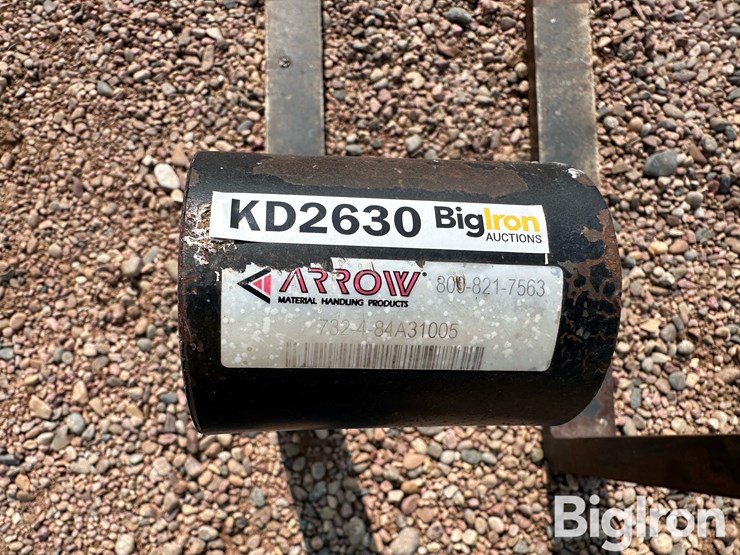 KD2630 BigIron
AUCTIONS
ARROW® 800-821-7563
MATERIAL HANDLING PRODUCTS
732-4-84A31005
BigIron